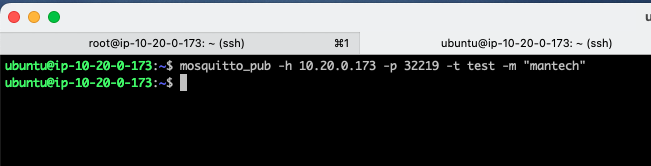 root@ip-10-20-0-173: ~ (ssh)
⌘1
ubuntu@ip-10-20-0-173: ~ (ssh)
ubuntu@ip-10-20-0-173:~$ mosquitto_pub -h 10.20.0.173 -p 32219 -t test -m "mantech"
ubuntu@ip-10-20-0-173:~$